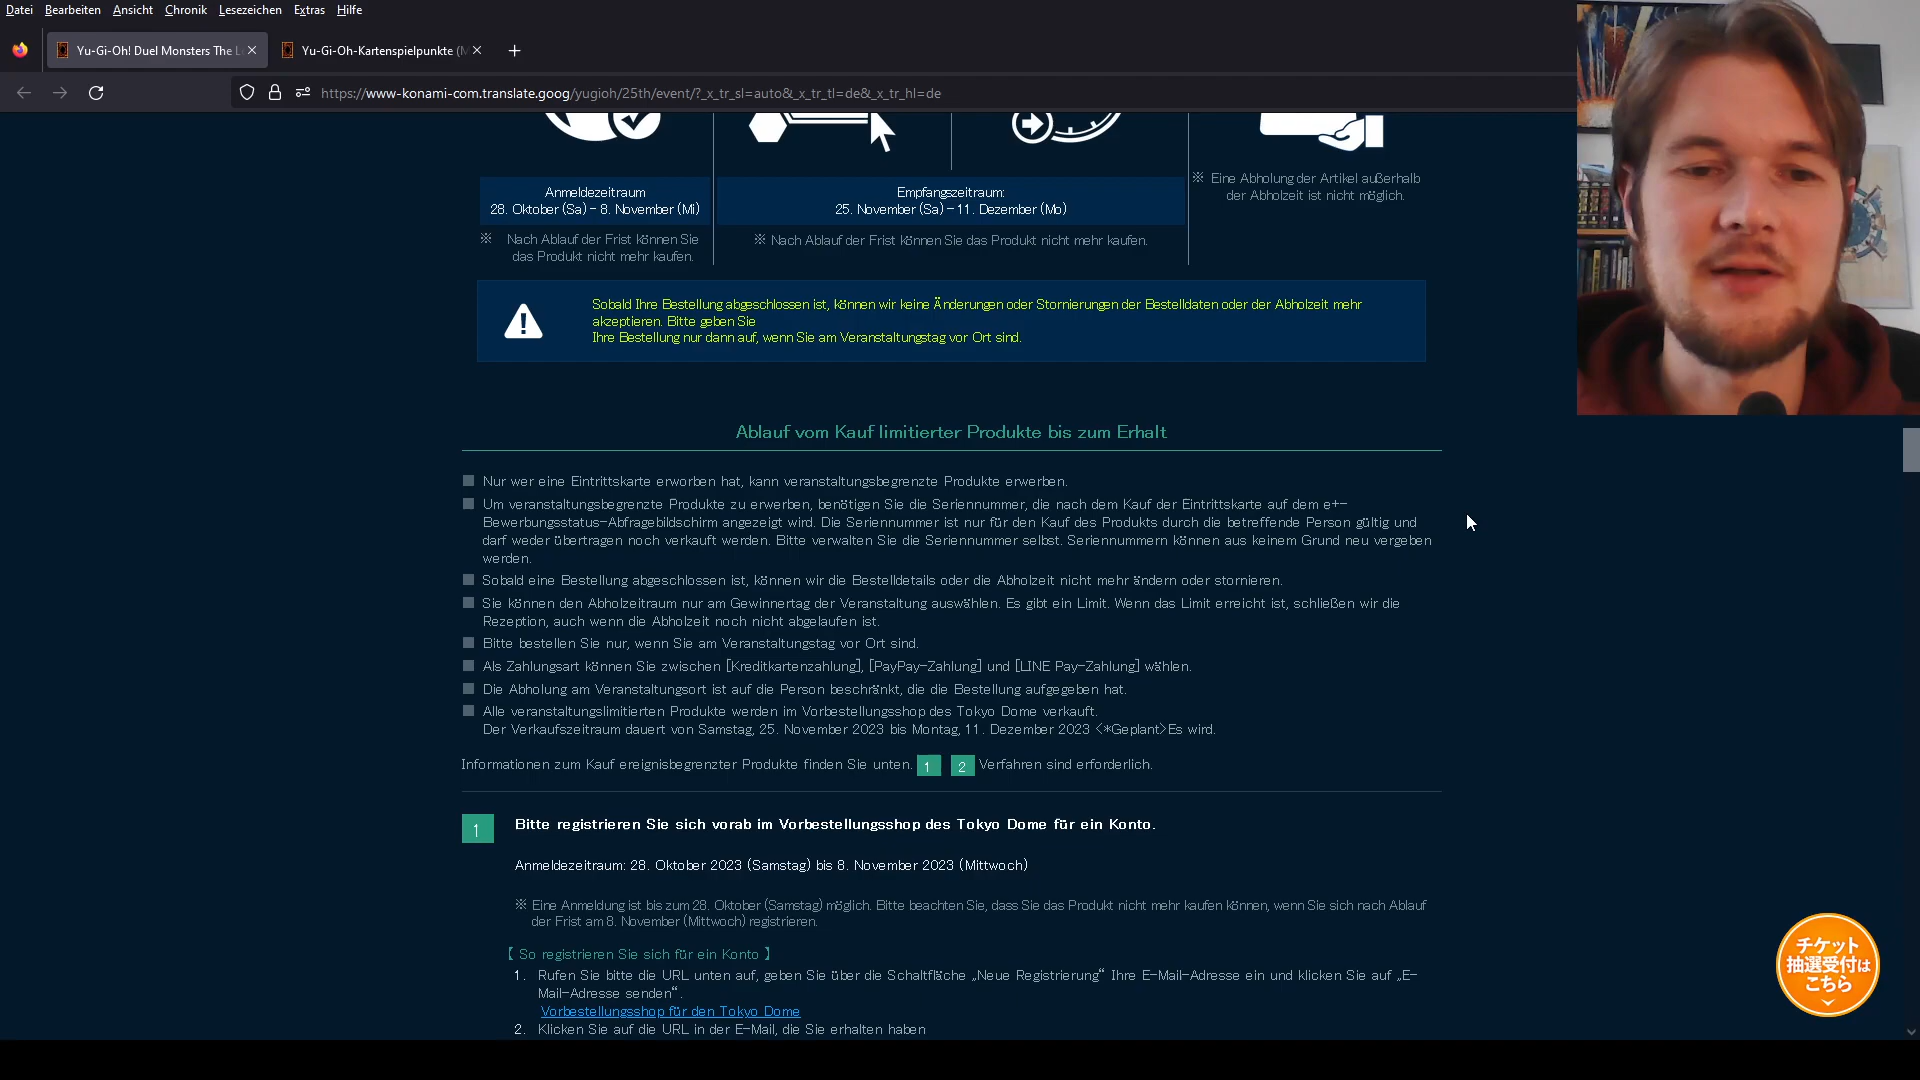 Datei Bearbeiten Ansicht Chronik Lesezeichen Extras Hilfe
Yu-Gi-Oh! Duel Monsters The L
Yu-Gi-Oh-Kartenspielpunkte (
https://www-konami-com.translate.goog/yugioh/25th/event/?_x_tr_sl=auto&_x_tr_tl=de&_x_tr_hl=de
Anmeldezeitraum
28. Oktober (Sa) – 8. November (Mi)
※ Nach Ablauf der Frist können Sie
das Produkt nicht mehr kaufen.
Empfangszeitraum:
25. November (Sa) – 11. Dezember (Mo)
※ Nach Ablauf der Frist können Sie das Produkt nicht mehr kaufen.
※ Eine Abholung der Artikel außerhalb
der Abholzeit ist nicht möglich.
Sobald Ihre Bestellung abgeschlossen ist, können wir keine Änderungen oder Stornierungen der Bestelldaten oder der Abholzeit mehr
akzeptieren. Bitte geben Sie
Ihre Bestellung nur dann auf, wenn Sie am Veranstaltungstag vor Ort sind.
Ablauf vom Kauf limitierter Produkte bis zum Erhalt
■ Nur wer eine Eintrittskarte erworben hat, kann veranstaltungsbegrenzte Produkte erwerben.
■ Um veranstaltungsbegrenzte Produkte zu erwerben, benötigen Sie die Seriennummer, die nach dem Kauf der Eintrittskarte auf dem e+-
Bewerbungsstatus-Abfragebildschirm angezeigt wird. Die Seriennummer ist nur für den Kauf des Produkts durch die betreffende Person gültig und
darf weder übertragen noch verkauft werden. Bitte verwalten Sie die Seriennummer selbst. Seriennummern können aus keinem Grund neu vergeben
werden.
■ Sobald eine Bestellung abgeschlossen ist, können wir die Bestelldetails oder die Abholzeit nicht mehr ändern oder stornieren.
■ Sie können den Abholzeitraum nur am Gewinnertag der Veranstaltung auswählen. Es gibt ein Limit. Wenn das Limit erreicht ist, schließen wir die
Rezeption, auch wenn die Abholzeit noch nicht abgelaufen ist.
■ Bitte bestellen Sie nur, wenn Sie am Veranstaltungstag vor Ort sind.
■ Als Zahlungsart können Sie zwischen [Kreditkartenzahlung], [PayPay-Zahlung] und [LINE Pay-Zahlung] wählen.
■ Die Abholung am Veranstaltungsort ist auf die Person beschränkt, die die Bestellung aufgegeben hat.
■ Alle veranstaltungslimitierten Produkte werden im Vorbestellungsshop des Tokyo Dome verkauft.
Der Verkaufszeitraum dauert von Samstag, 25. November 2023 bis Montag, 11. Dezember 2023 <*Geplant>Es wird.
Informationen zum Kauf ereignisbegrenzter Produkte finden Sie unten. 1 2 Verfahren sind erforderlich.
1 Bitte registrieren Sie sich vorab im Vorbestellungsshop des Tokyo Dome für ein Konto.
Anmeldezeitraum: 28. Oktober 2023 (Samstag) bis 8. November 2023 (Mittwoch)
※ Eine Anmeldung ist bis zum 28. Oktober (Samstag) möglich. Bitte beachten Sie, dass Sie das Produkt nicht mehr kaufen können, wenn Sie sich nach Ablauf
der Frist am 8. November (Mittwoch) registrieren.
【 So registrieren Sie sich für ein Konto 】
1. Rufen Sie bitte die URL unten auf, geben Sie über die Schaltfläche „Neue Registrierung“ Ihre E-Mail-Adresse ein und klicken Sie auf „E-
Mail-Adresse senden“.
Vorbestellungsshop für den Tokyo Dome
2. Klicken Sie auf die URL in der E-Mail, die Sie erhalten haben
チケット
抽選受付は
こちら